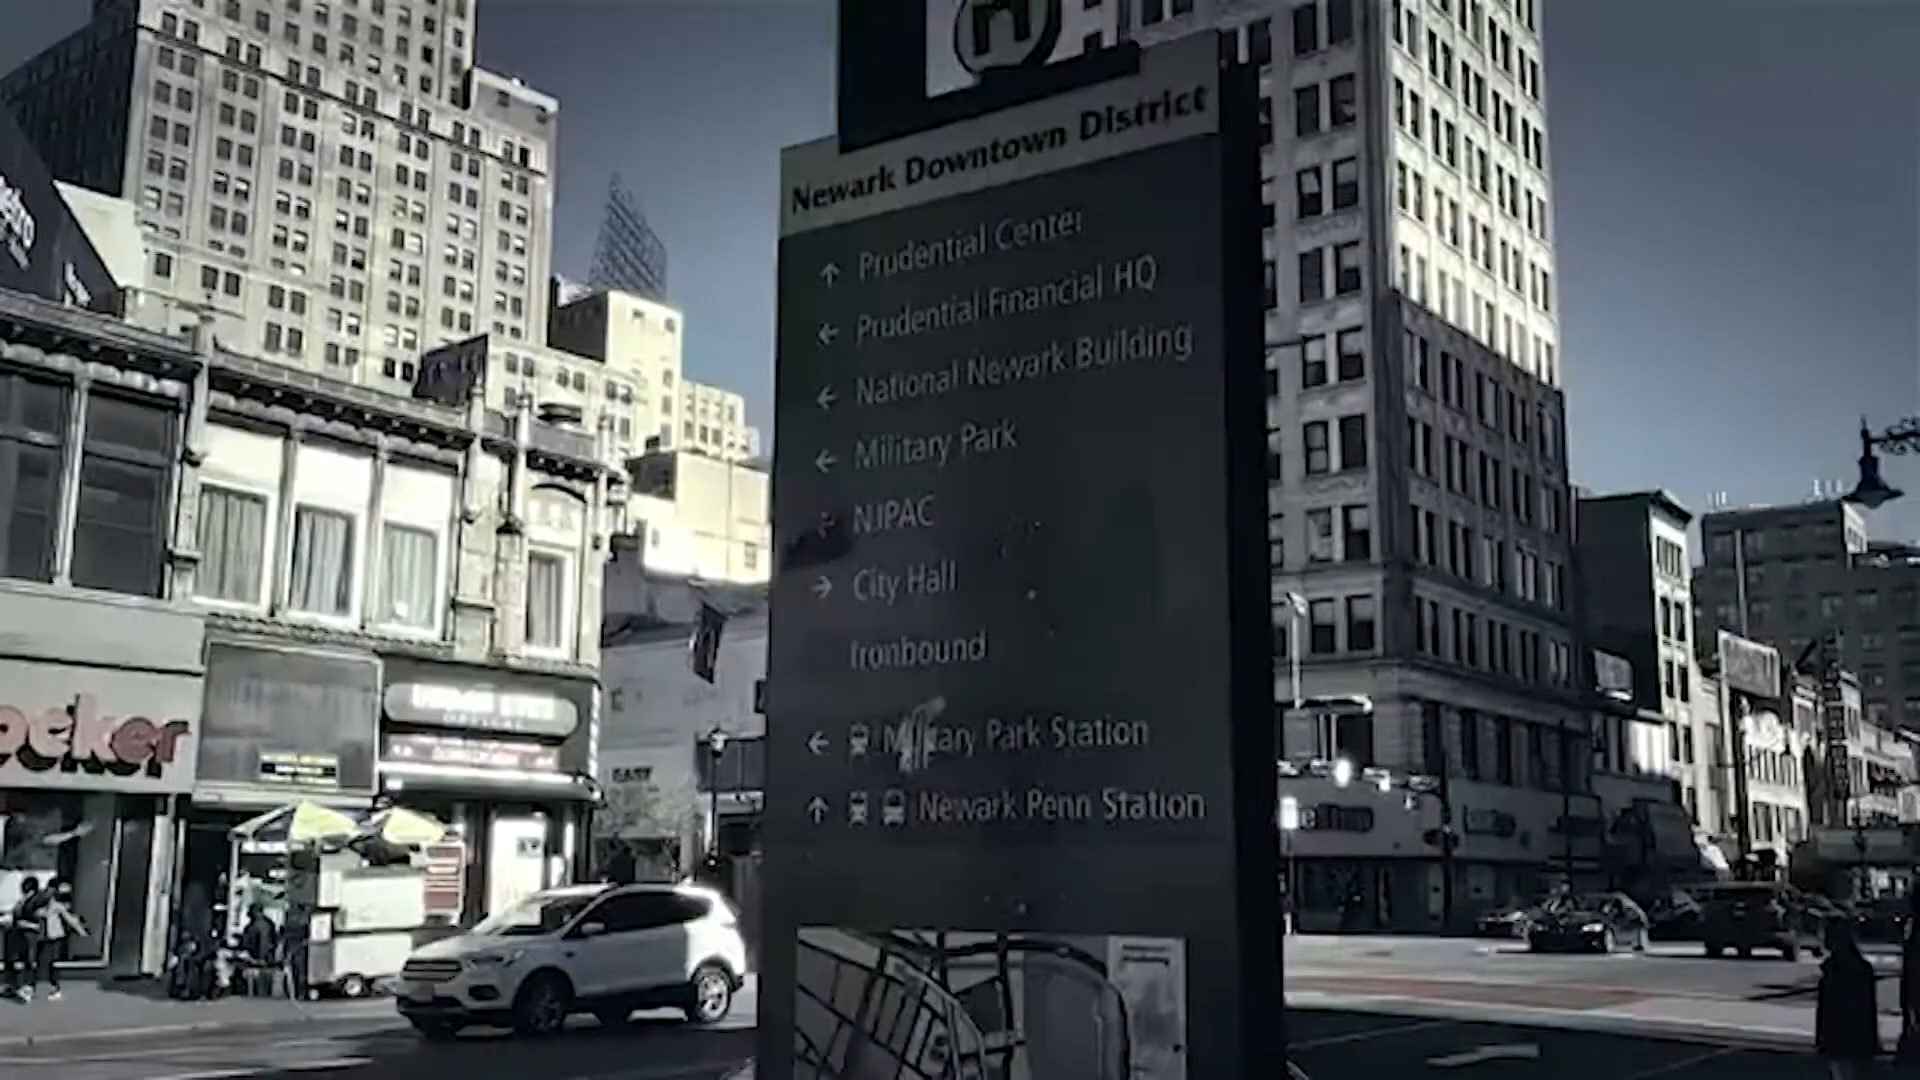 Newark Downtown District
↑ Prudential Center
← Prudential Financial HQ
← National Newark Building
← Military Park
NJPAC
→ City Hall
Ironbound
← Military Park Station
↑ Newark Penn Station
ocker